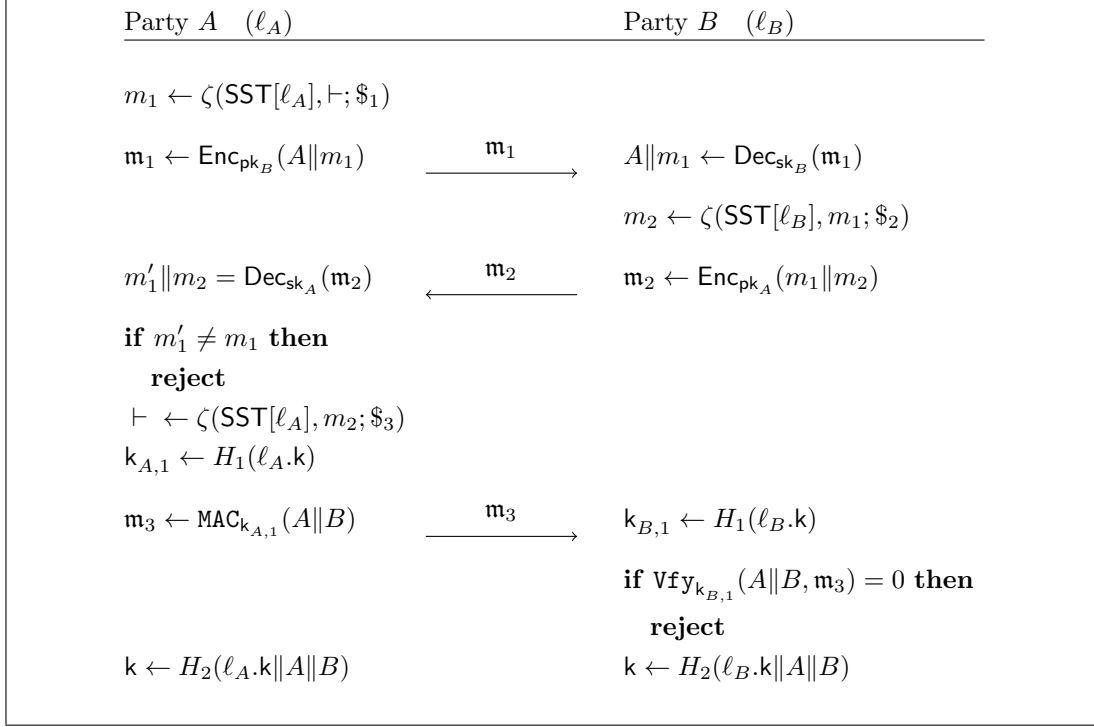 Party A (ℓ_A) Party B (ℓ_B)
m_1 ← ζ(SST[ℓ_A], ⊢; $_1)
𝔪_1 ← Enc_{pk_B}(A‖m_1) 𝔪_1 A‖m_1 ← Dec_{sk_B}(𝔪_1)
m_2 ← ζ(SST[ℓ_B], m_1; $_2)
m′_1‖m_2 = Dec_{sk_A}(𝔪_2) 𝔪_2 𝔪_2 ← Enc_{pk_A}(m_1‖m_2)
if m′_1 ≠ m_1 then
reject
⊢ ← ζ(SST[ℓ_A], m_2; $_3)
k_{A,1} ← H_1(ℓ_A.k)
𝔪_3 ← MAC_{k_{A,1}}(A‖B) 𝔪_3 k_{B,1} ← H_1(ℓ_B.k)
if Vfy_{k_{B,1}}(A‖B, 𝔪_3) = 0 then
reject
k ← H_2(ℓ_A.k‖A‖B) k ← H_2(ℓ_B.k‖A‖B)